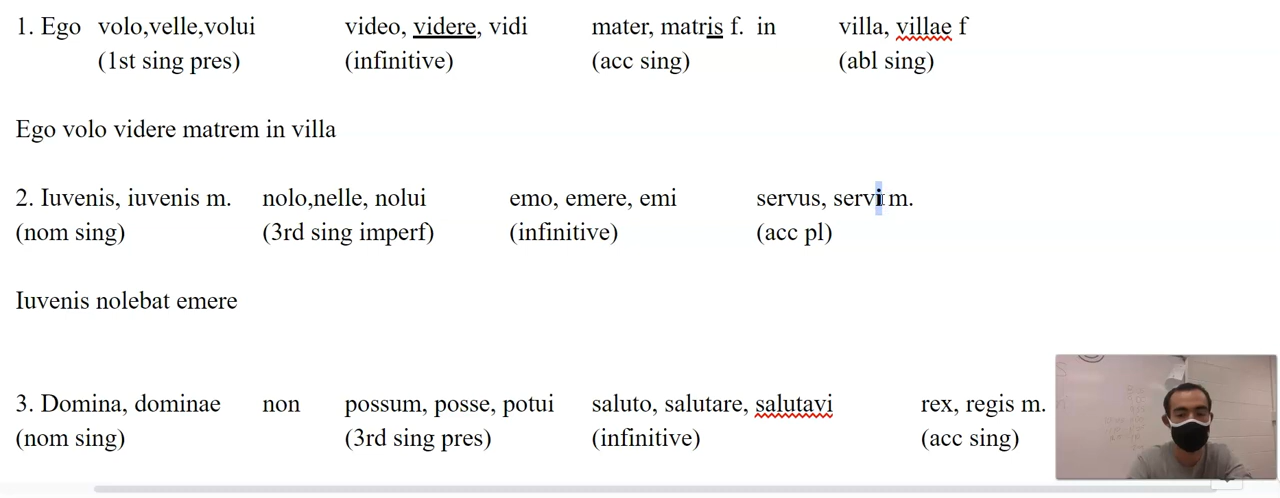 1. Ego volo,velle,volui video, videre, vidi mater, matris f. in villa, villae f
(1st sing pres) (infinitive) (acc sing) (abl sing)
Ego volo videre matrem in villa
2. Iuvenis, iuvenis m. nolo,nelle, nolui emo, emere, emi servus, servi m.
(nom sing) (3rd sing imperf) (infinitive) (acc pl)
Iuvenis nolebat emere
3. Domina, dominae non possum, posse, potui saluto, salutare, salutavi rex, regis m.
(nom sing) (3rd sing pres) (infinitive) (acc sing)